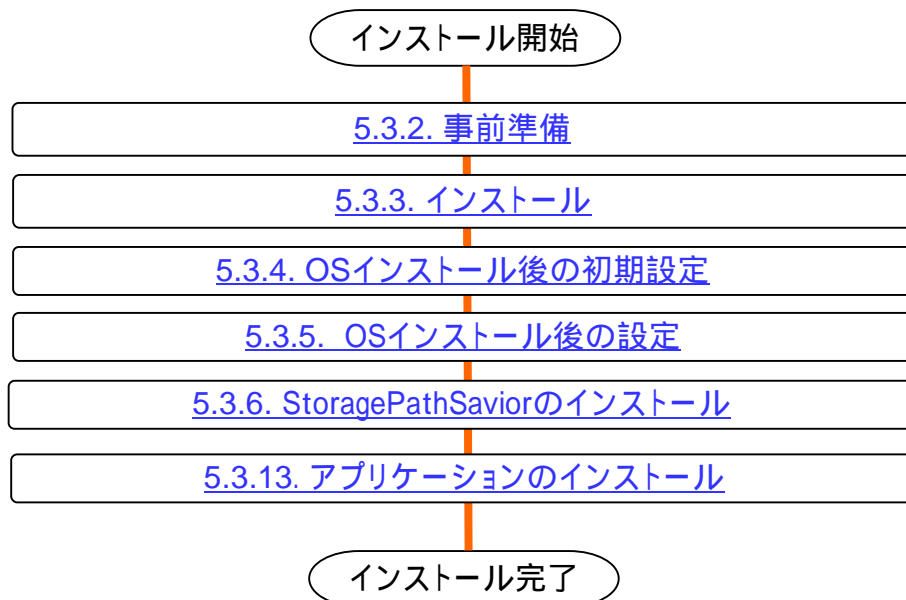 インストール開始
5.3.2. 事前準備
5.3.3. インストール
5.3.4. OSインストール後の初期設定
5.3.5. OSインストール後の設定
5.3.6. StoragePathSaviorのインストール
5.3.13. アプリケーションのインストール
インストール完了